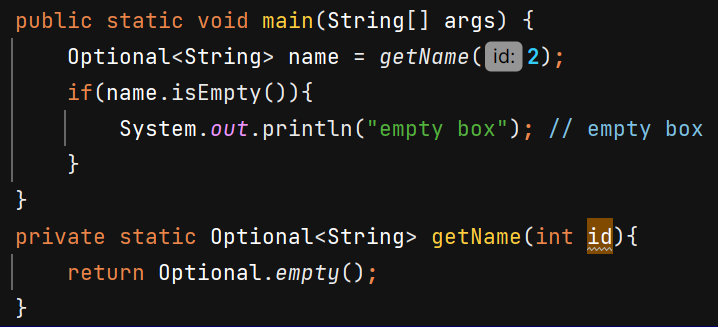 public static void main(String[] args) {
    Optional<String> name = getName( id: 2);
    if(name.isEmpty()){
        System.out.println("empty box"); // empty box
    }
}
private static Optional<String> getName(int id){
    return Optional.empty();
}